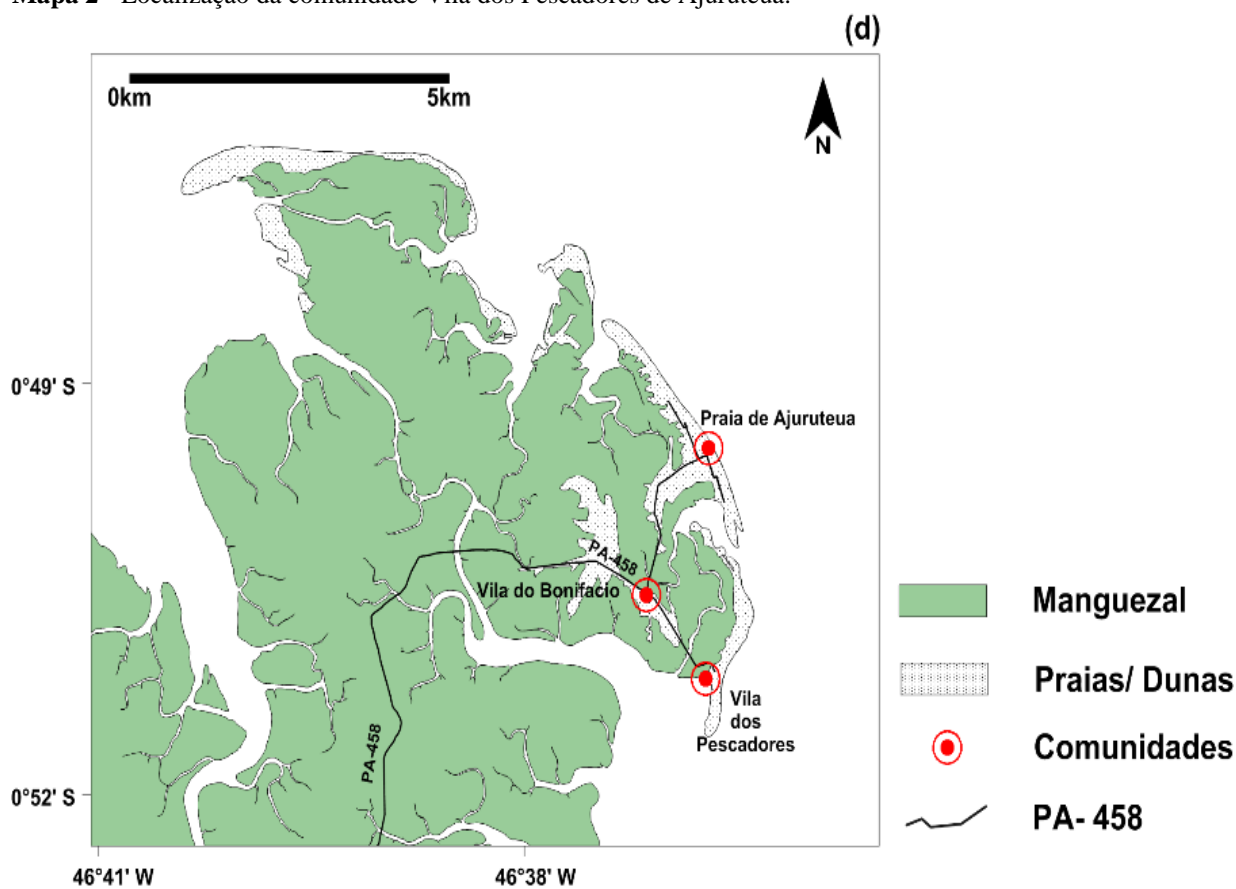 Mapa 2 - Localização da comunidade Vila dos Pescadores de Ajuruteua.
(d)
0km 5km
N
0°49' S
Praia de Ajuruteua
PA-458
Vila do Bonifacio
Manguezal
Praias/ Dunas
Vila
dos
Pescadores
Comunidades
PA-458
0°52' S
PA- 458
46°41' W 46°38' W